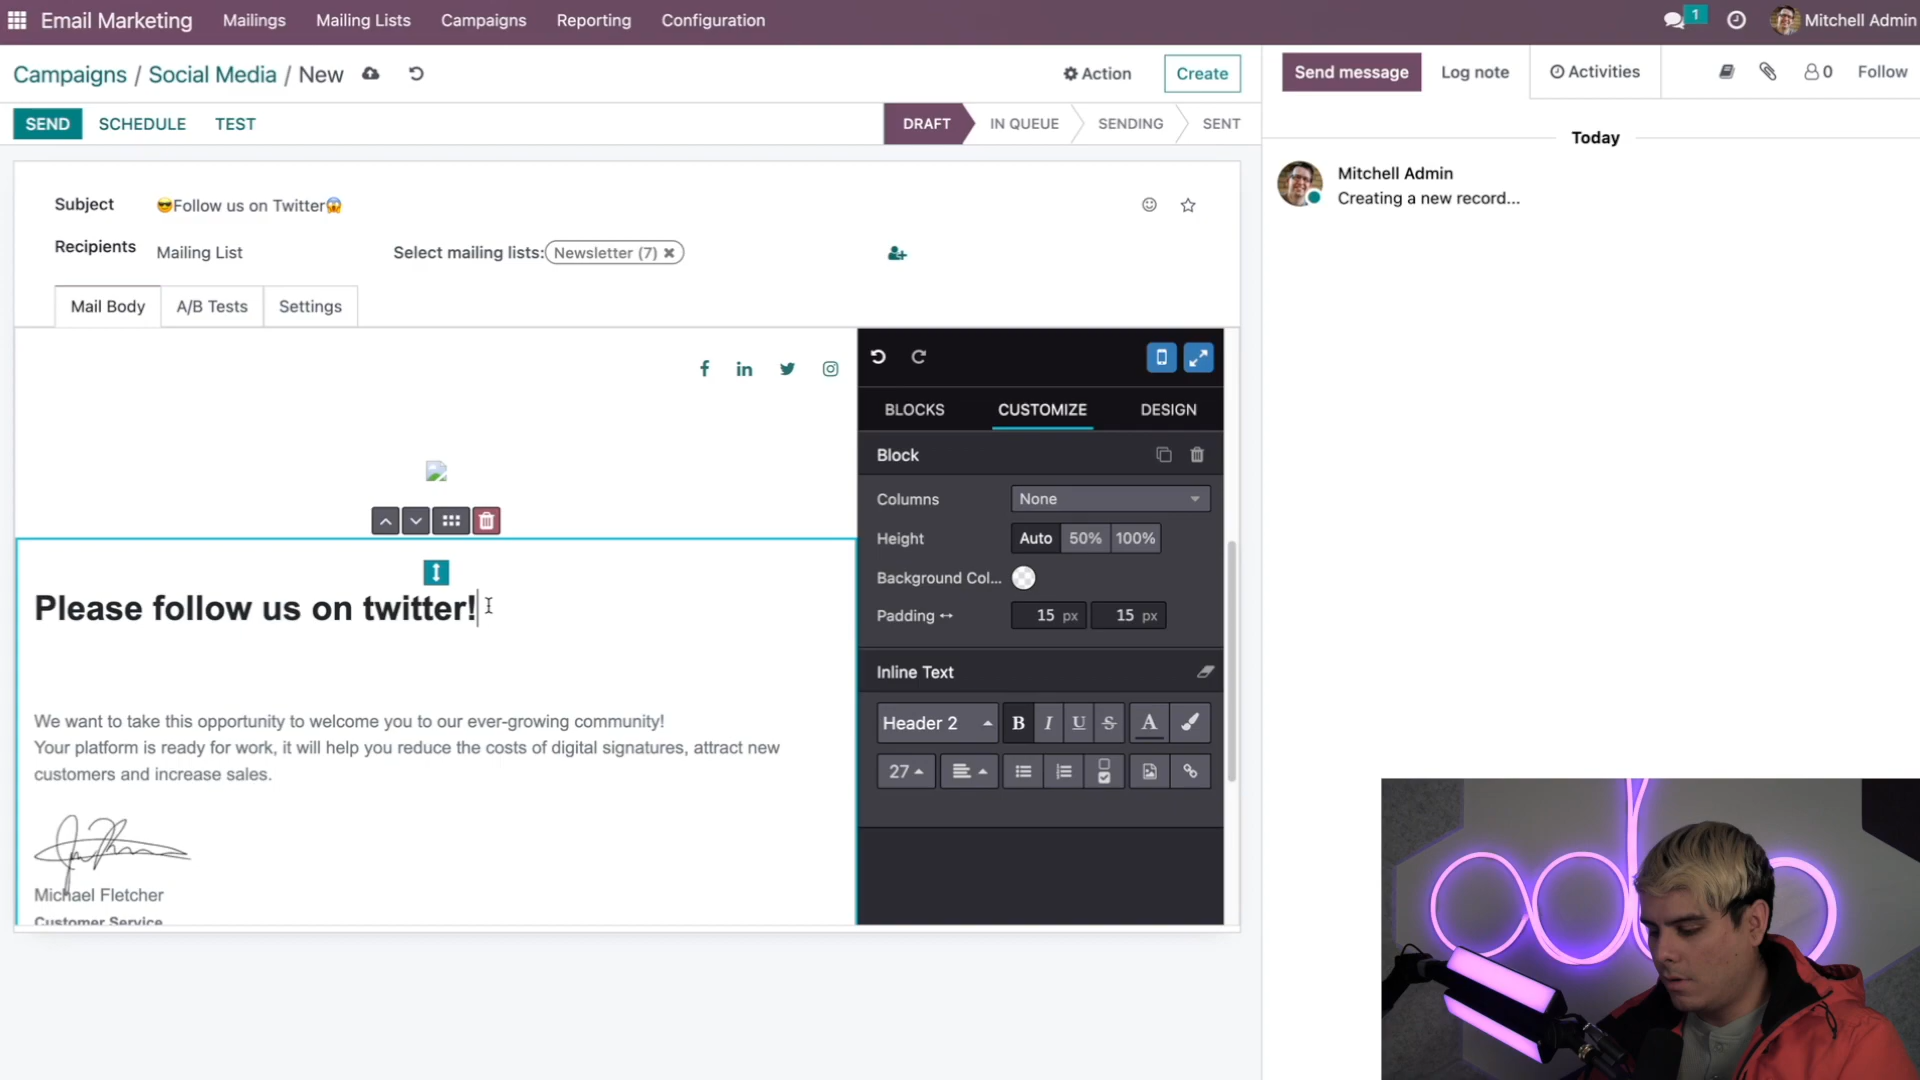 Email Marketing Mailings Mailing Lists Campaigns Reporting Configuration 1 Mitchell Admin
Campaigns / Social Media / New Action Create
Send message Log note Activities 0 Follow
SEND SCHEDULE TEST DRAFT IN QUEUE SENDING SENT
Today
Mitchell Admin
Creating a new record...
Subject 😎Follow us on Twitter😱
Recipients Mailing List Select mailing lists: Newsletter (7) ✖
Mail Body A/B Tests Settings
BLOCKS CUSTOMIZE DESIGN
Block
Columns None
Height Auto 50% 100%
Background Col...
Padding ↔ 15 px 15 px
Inline Text
Header 2 B I U S A
27
Please follow us on twitter!
We want to take this opportunity to welcome you to our ever-growing community!
Your platform is ready for work, it will help you reduce the costs of digital signatures, attract new
customers and increase sales.
Michael Fletcher
Customer Service
odoo